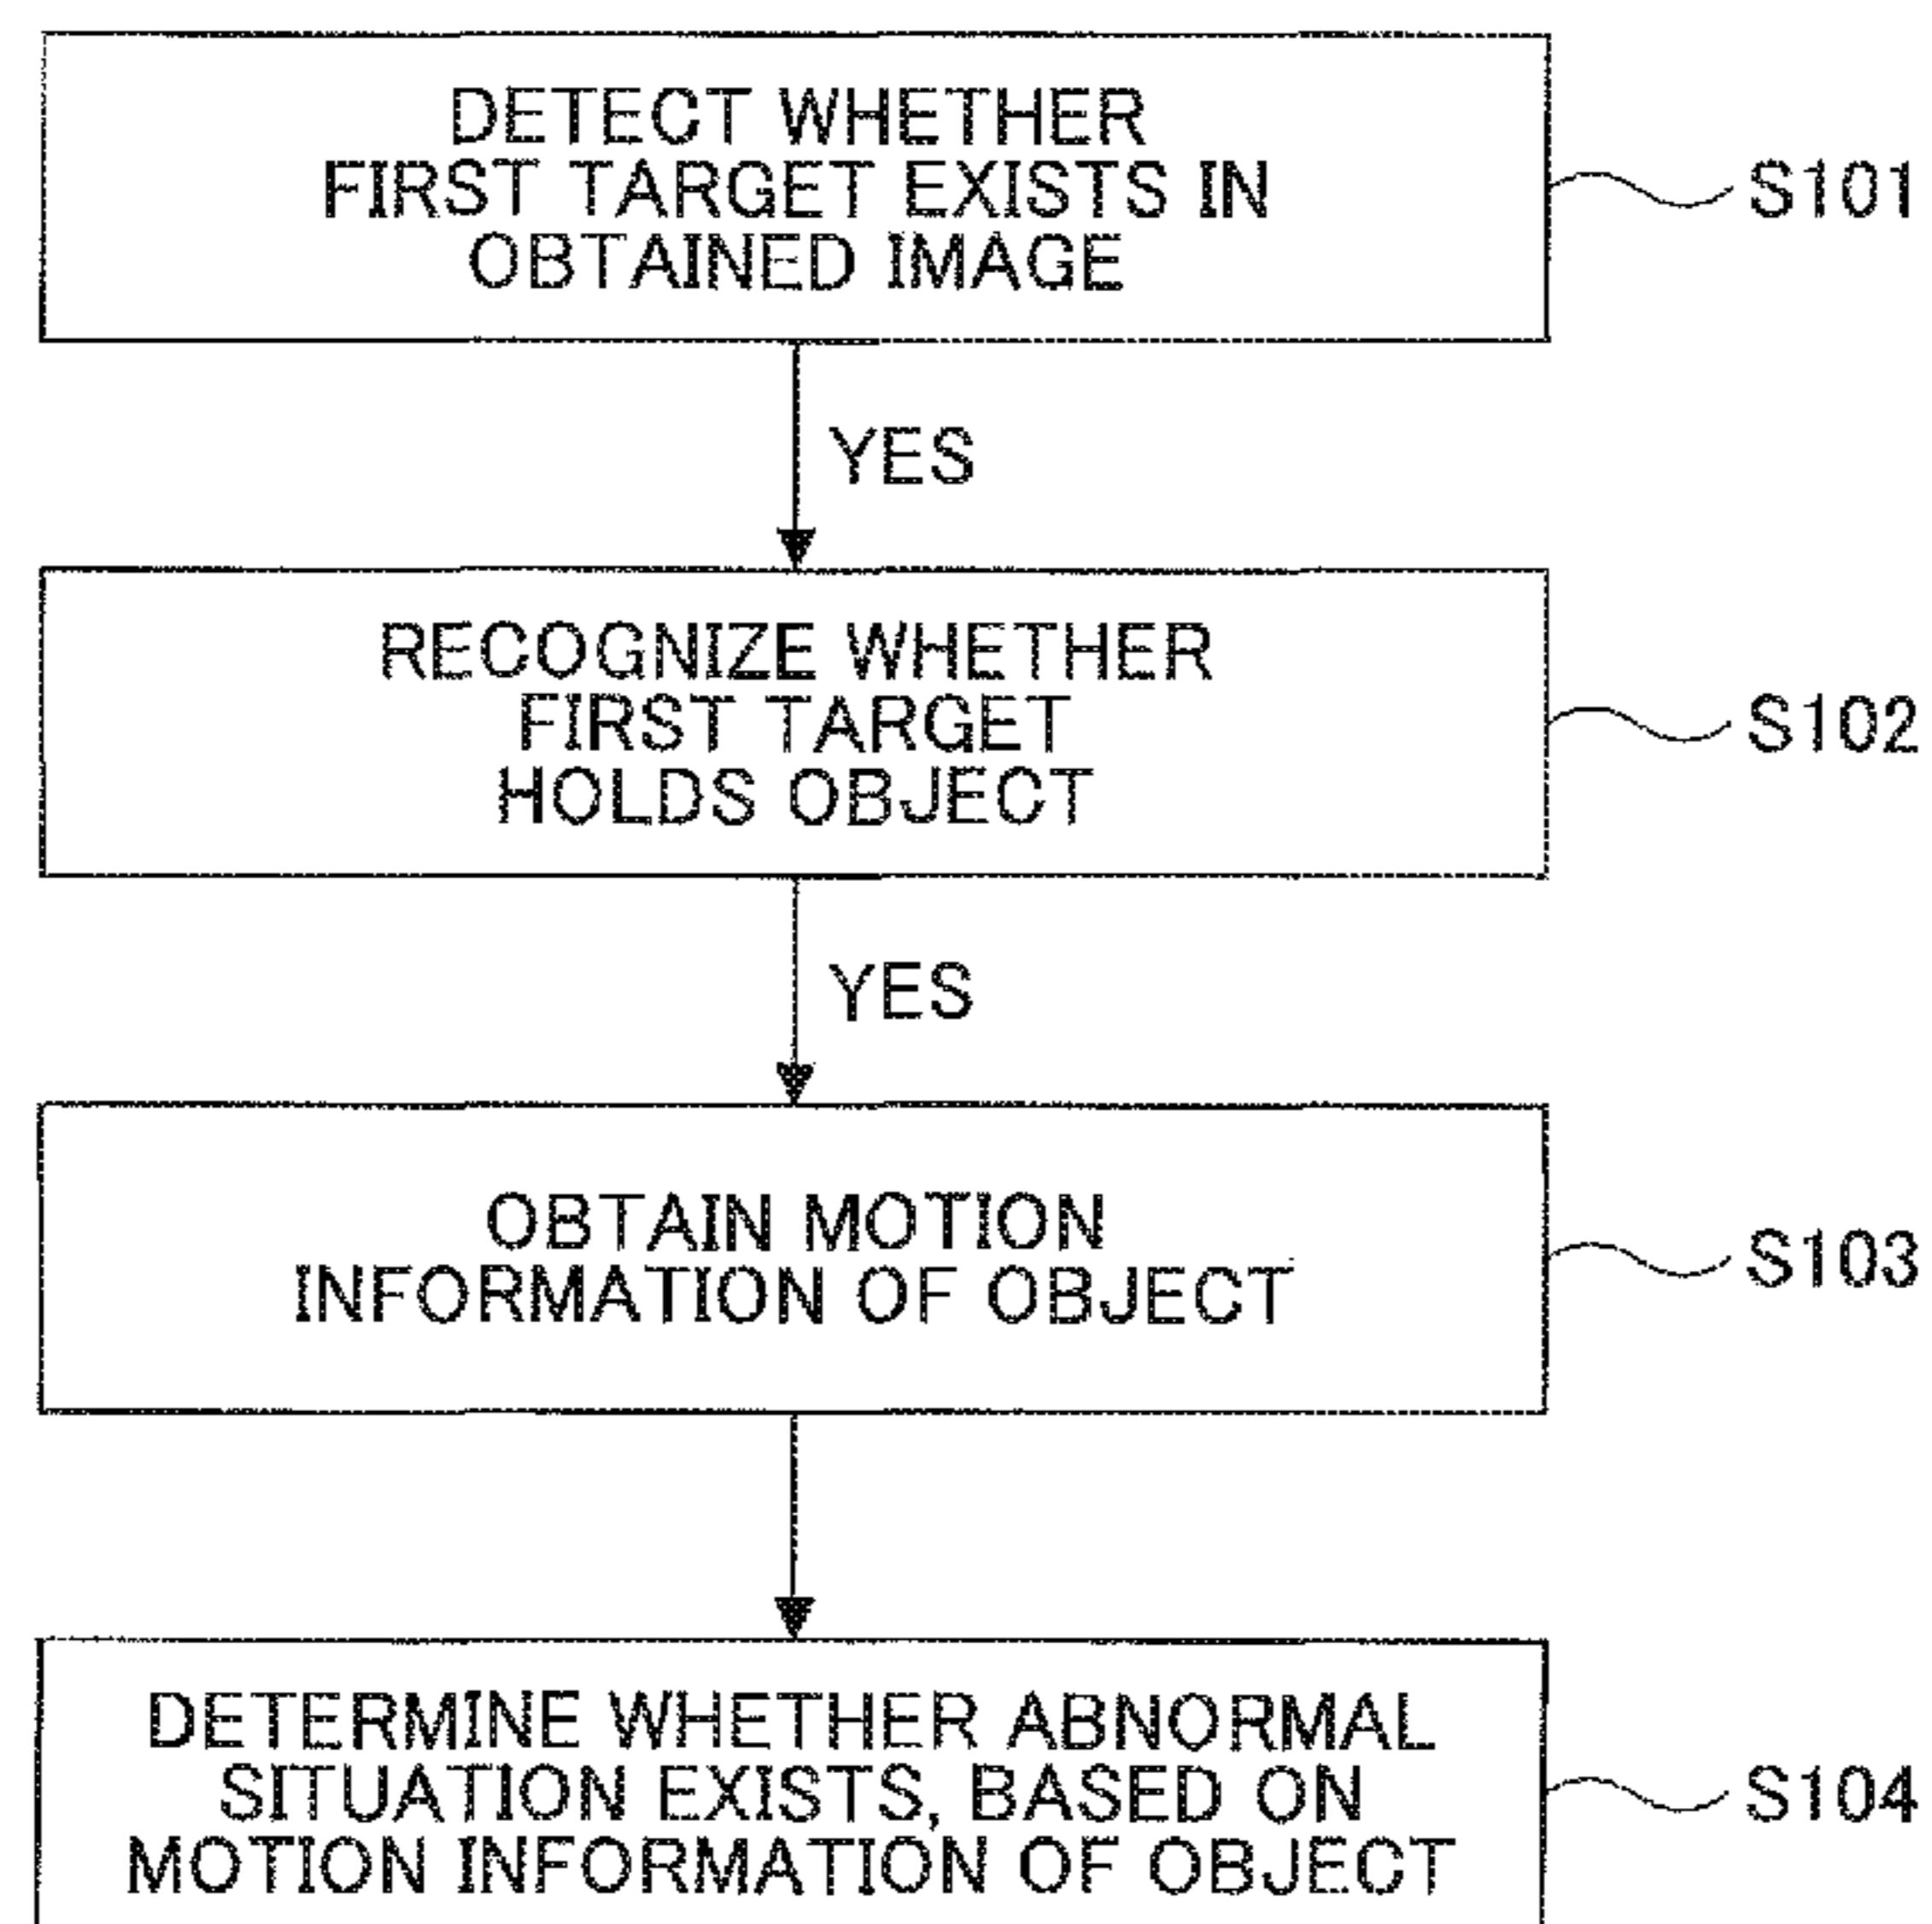 DETECT WHETHER
FIRST TARGET EXISTS IN
OBTAINED IMAGE
S101
YES
RECOGNIZE WHETHER
FIRST TARGET
HOLDS OBJECT
S102
YES
OBTAIN MOTION
INFORMATION OF OBJECT
S103
DETERMINE WHETHER ABNORMAL
SITUATION EXISTS, BASED ON
MOTION INFORMATION OF OBJECT
S104